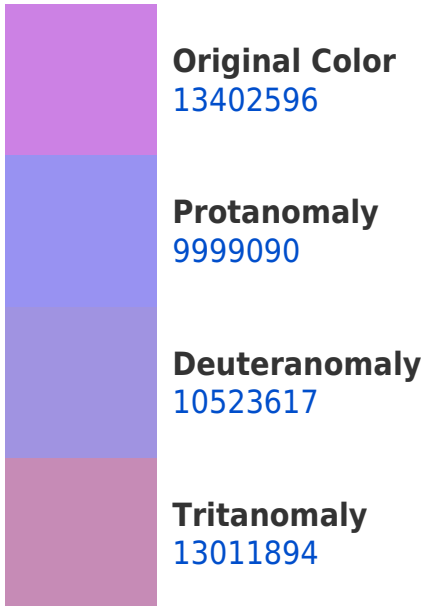 Original Color
13402596
Protanomaly
9999090
Deuteranomaly
10523617
Tritanomaly
13011894